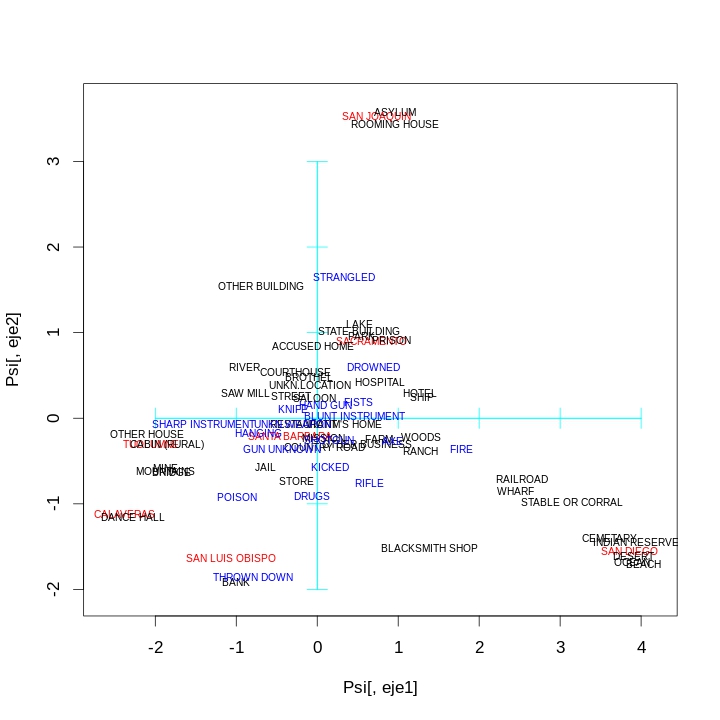 ASYLUM
SAN JOAQUIN
ROOMING HOUSE
3
2
STRANGLED
OTHER BUILDING
LAKE
STATE BUILDING
1
PARK
PRISON
SACRAMENTO
ACCUSED HOME
RIVER
DROWNED
COURTHOUSE
BROTHEL
UNKN.LOCATION
HOSPITAL
SAW MILL
STREET
SALOON
HOTEL
SHIP
HAND GUN
FISTS
KNIFE
BLUNT INSTRUMENT
0
SHARP INSTRUMENT
HANGING
OTHER HOUSE
SANTA BARBARA
FARM
WOODS
CABIN (RURAL)
COUNTRY ROAD
OTHER BUSINESS
GUN UNKNOWN
RANCH
FIRE
MINE
MOUNTAINS
BRIDGE
JAIL
KICKED
STORE
RIFLE
RAILROAD
POISON
DRUGS
WHARF
STABLE OR CORRAL
-1
CALAVERAS
DANCE HALL
CEMETARY
INDIAN RESERVE
BLACKSMITH SHOP
SAN DIEGO
SAN LUIS OBISPO
DESERT
OCEAN
BEACH
THROWN DOWN
BANK
-2
-2 -1 0 1 2 3 4
Psi[, eje1]
Psi[, eje2]